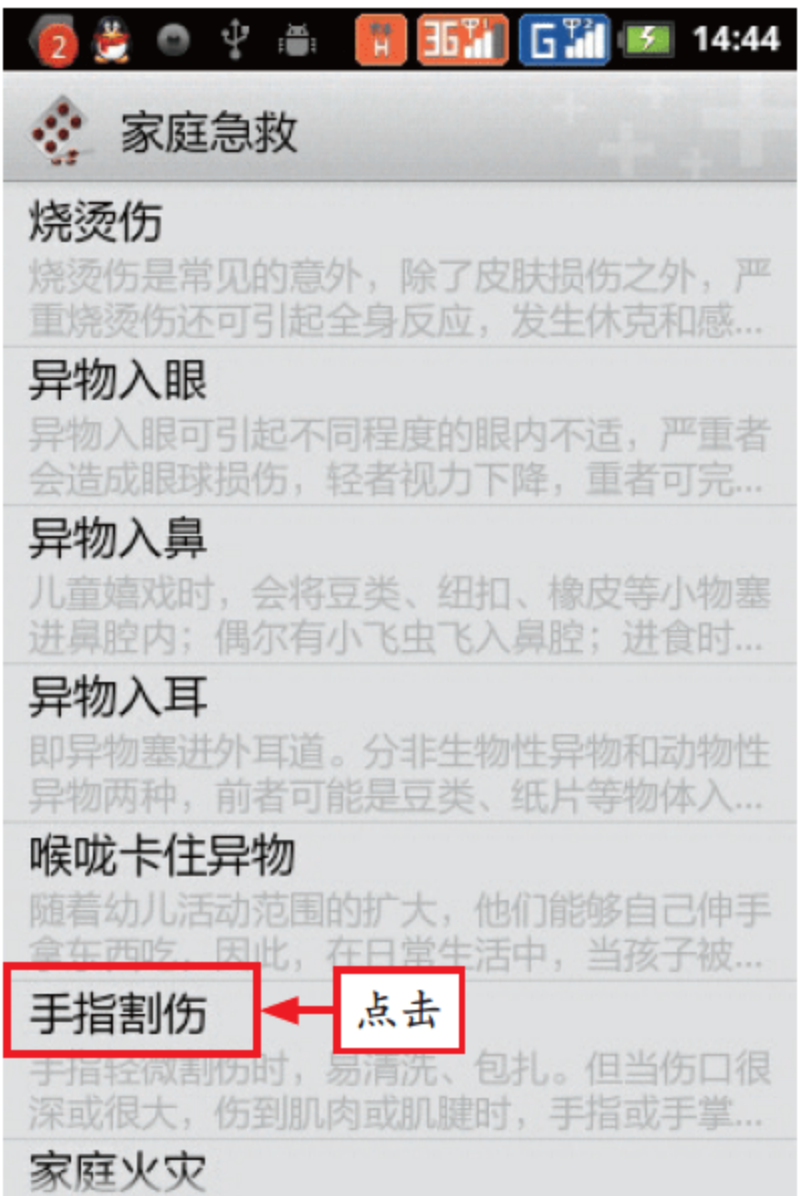 2 H 3G 1 G 2 14:44
家庭急救
烧烫伤
烧烫伤是常见的意外，除了皮肤损伤之外，严
重烧烫伤还可引起全身反应，发生休克和感...
异物入眼
异物入眼可引起不同程度的眼内不适，严重者
会造成眼球损伤，轻者视力下降，重者可完...
异物入鼻
儿童嬉戏时，会将豆类、纽扣、橡皮等小物塞
进鼻腔内；偶尔有小飞虫飞入鼻腔；进食时...
异物入耳
即异物塞进外耳道。分非生物性异物和动物性
异物两种，前者可能是豆类、纸片等物体入...
喉咙卡住异物
随着幼儿活动范围的扩大，他们能够自己伸手
拿东西吃，因此，在日常生活中，当孩子被...
手指割伤
点击
手指轻微割伤时，易清洗、包扎。但当伤口很
深或很大，伤到肌肉或肌腱时，手指或手掌...
家庭火灾